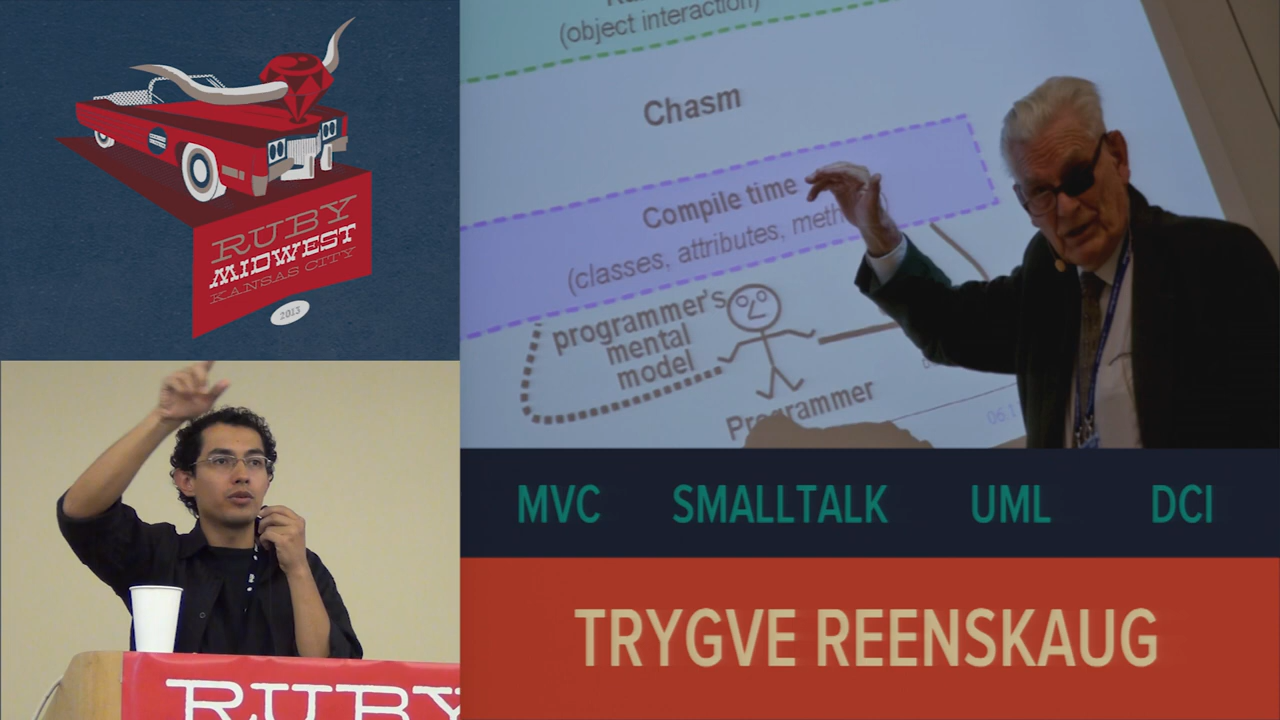 RUBY
MIDWEST
KANSAS CITY
2013
RUBY
(object interaction)
Chasm
Compile time
(classes, attributes,
programmer's
mental
model
Programmer
MVC SMALLTALK UML DCI
TRYGVE REENSKAUG